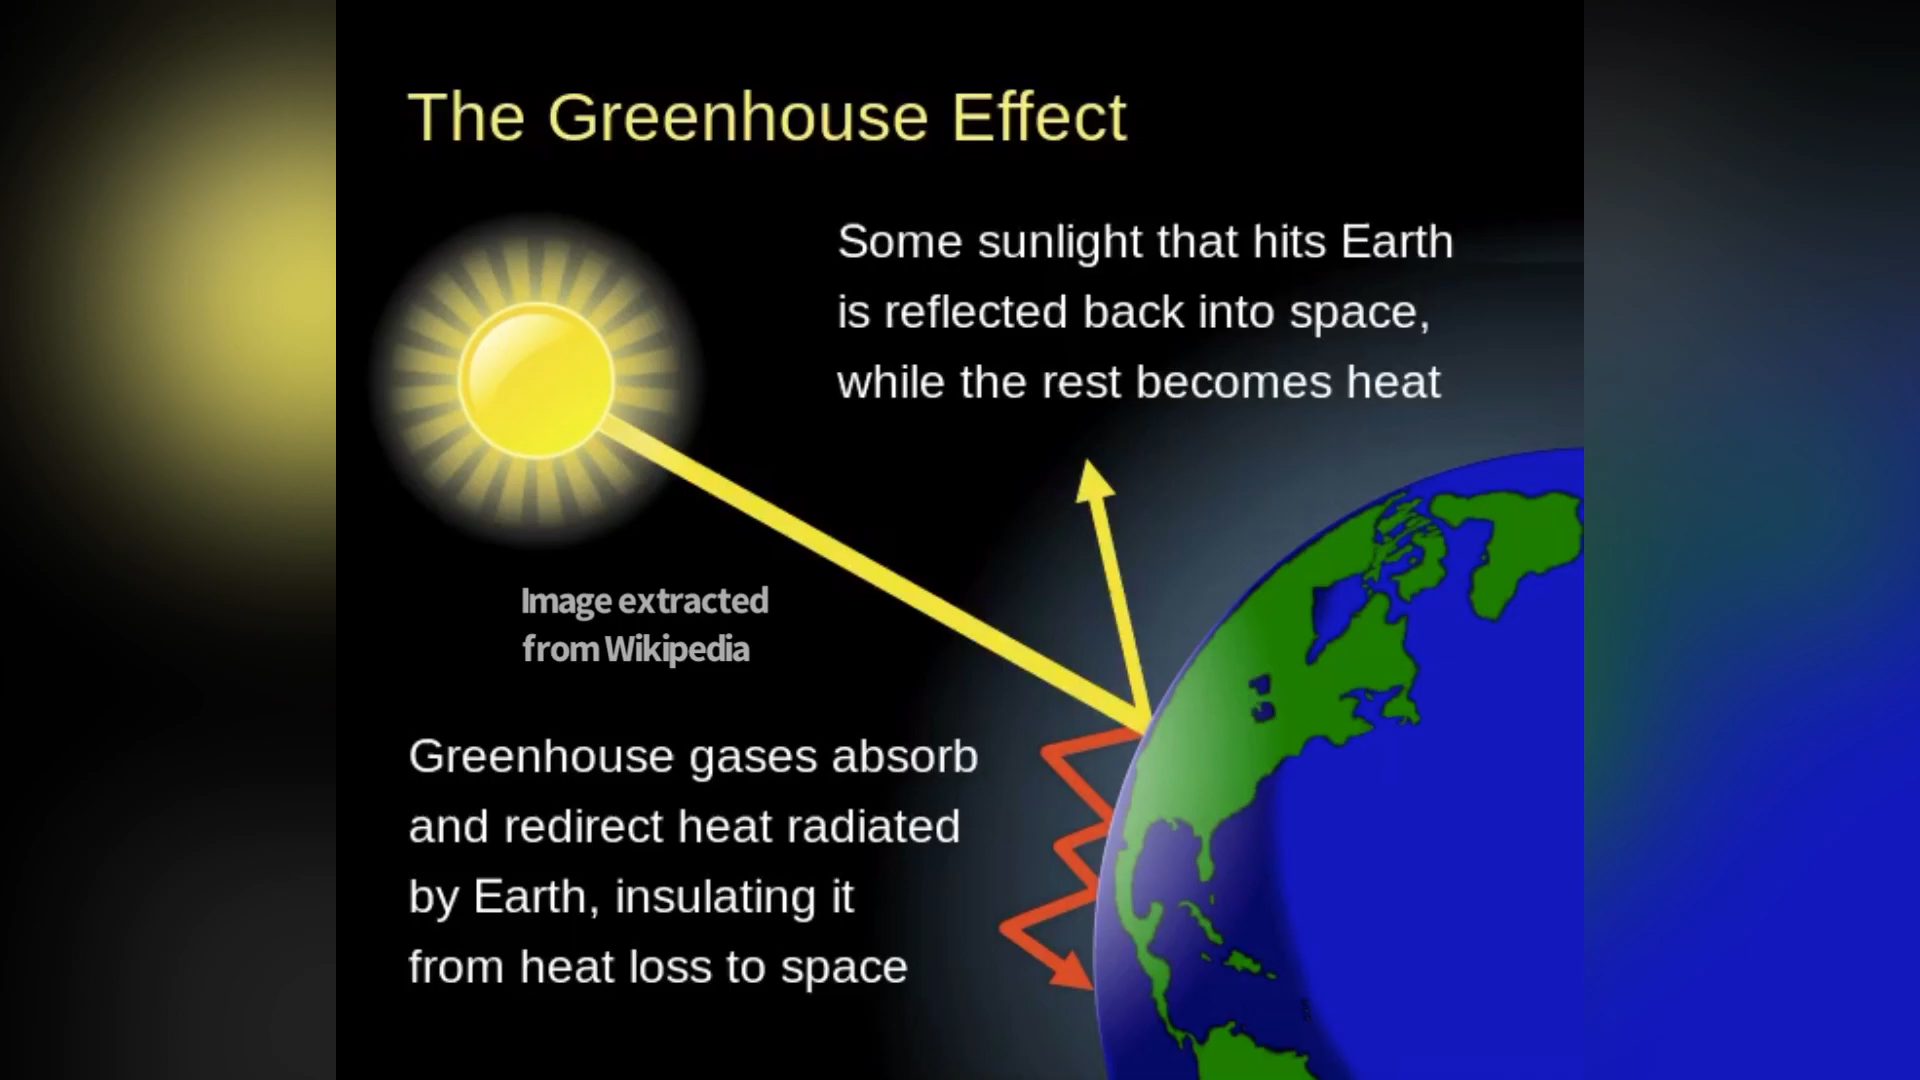 The Greenhouse Effect
Some sunlight that hits Earth
is reflected back into space,
while the rest becomes heat
Image extracted
from Wikipedia
Greenhouse gases absorb
and redirect heat radiated
by Earth, insulating it
from heat loss to space